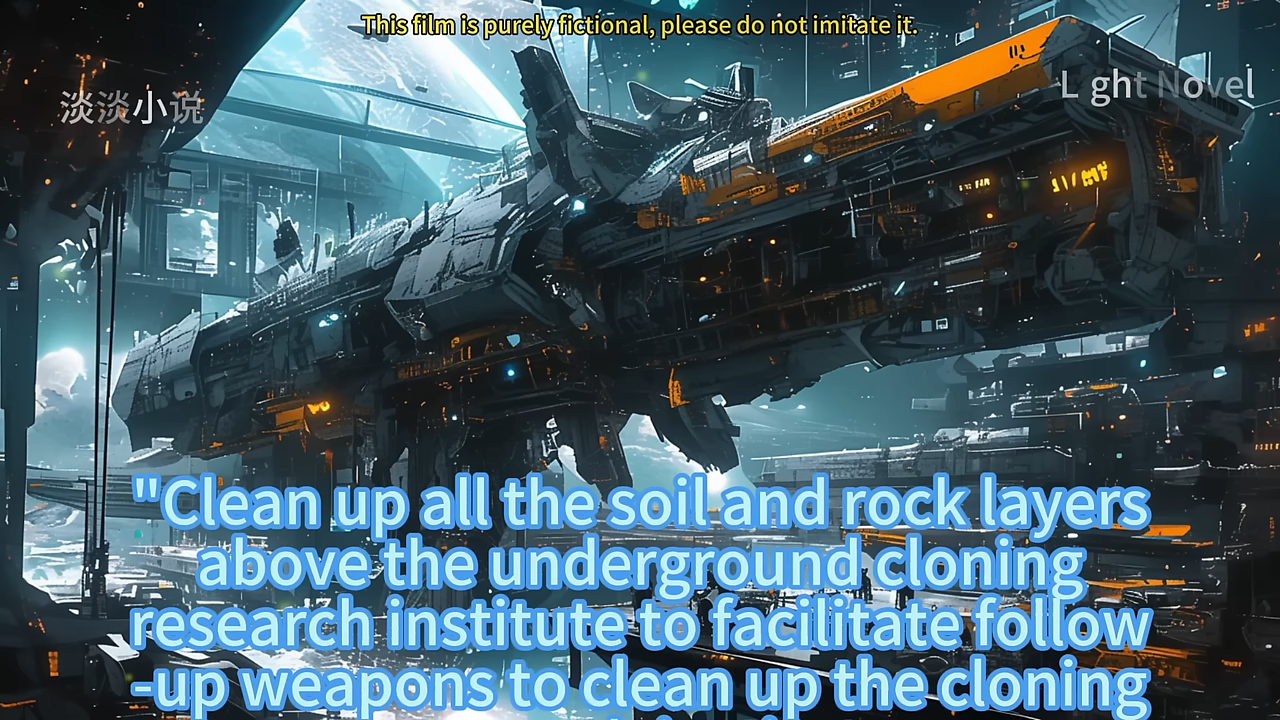 This film is purely fictional, please do not imitate it.
淡淡小说
L ght Novel
"Clean up all the soil and rock layers
above the underground cloning
research institute to facilitate follow
-up weapons to clean up the cloning